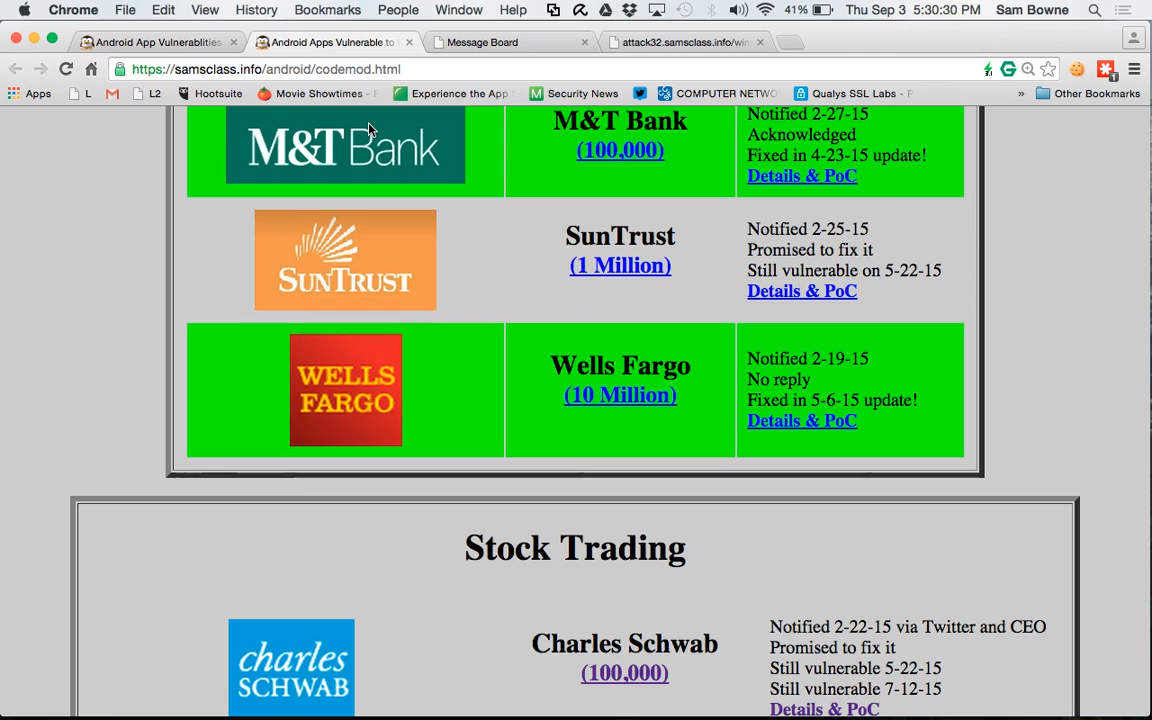 Chrome File Edit View History Bookmarks People Window Help 41% Thu Sep 3 5:30:30 PM Sam Bowne
Android App Vulnerablities Android Apps Vulnerable to Message Board attack32.samsclass.info/win
https://samsclass.info/android/codemod.html
Apps L L2 Hootsuite Movie Showtimes - Experience the App Security News COMPUTER NETWO Qualys SSL Labs - P » Other Bookmarks
M&T Bank
M&T Bank
(100,000)
Notified 2-27-15
Acknowledged
Fixed in 4-23-15 update!
Details & PoC
SUNTRUST
SunTrust
(1 Million)
Notified 2-25-15
Promised to fix it
Still vulnerable on 5-22-15
Details & PoC
WELLS
FARGO
Wells Fargo
(10 Million)
Notified 2-19-15
No reply
Fixed in 5-6-15 update!
Details & PoC
Stock Trading
charles
SCHWAB
Charles Schwab
(100,000)
Notified 2-22-15 via Twitter and CEO
Promised to fix it
Still vulnerable 5-22-15
Still vulnerable 7-12-15
Details & PoC